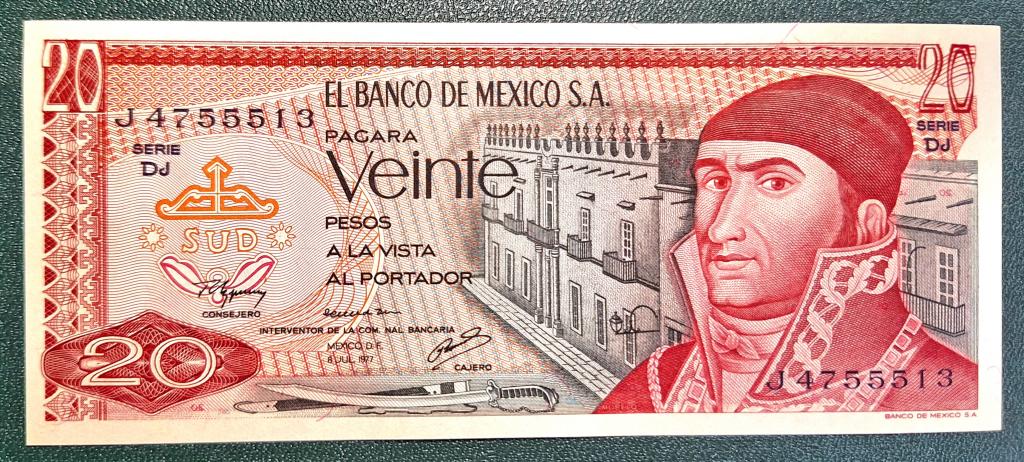 20
20
EL BANCO DE MEXICO S.A.
J 4755513
SERIE
DJ
SERIE
DJ
PAGARA
Veinte
PESOS
A LA VISTA
AL PORTADOR
SUD
CONSEJERO
INTERVENTOR DE LA COM. NAL. BANCARIA
MEXICO D.F.
8 JUL. 1977
CAJERO
20
J 4755513
BANCO DE MEXICO S.A.